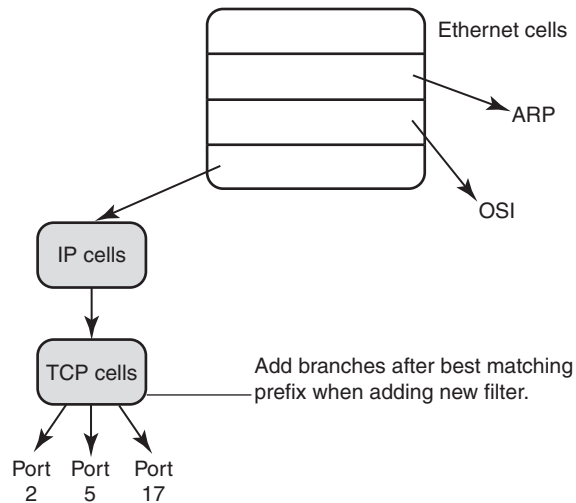 Ethernet cells
ARP
OSI
IP cells
TCP cells
Add branches after best matching
prefix when adding new filter.
Port
2
Port
5
Port
17